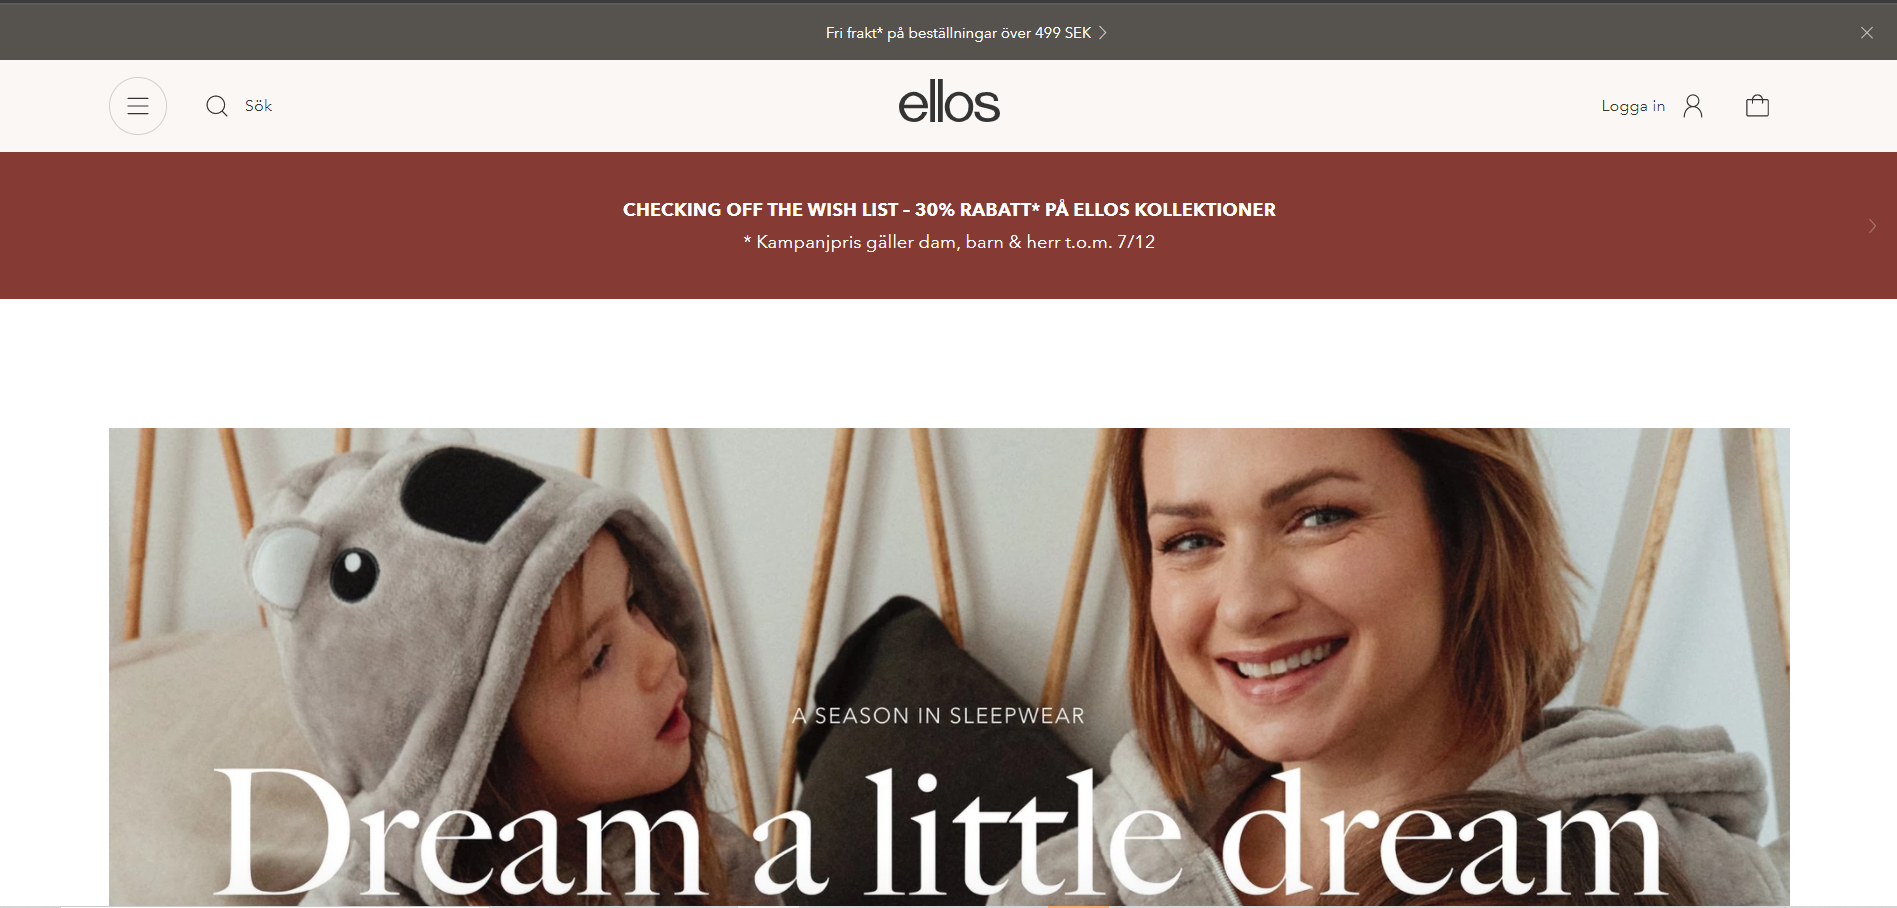 Fri frakt* på beställningar över 499 SEK
Sök
ellos
Logga in
CHECKING OFF THE WISH LIST – 30% RABATT* PÅ ELLOS KOLLEKTIONER
* Kampanjpris gäller dam, barn & herr t.o.m. 7/12
A SEASON IN SLEEPWEAR
Dream a little dream